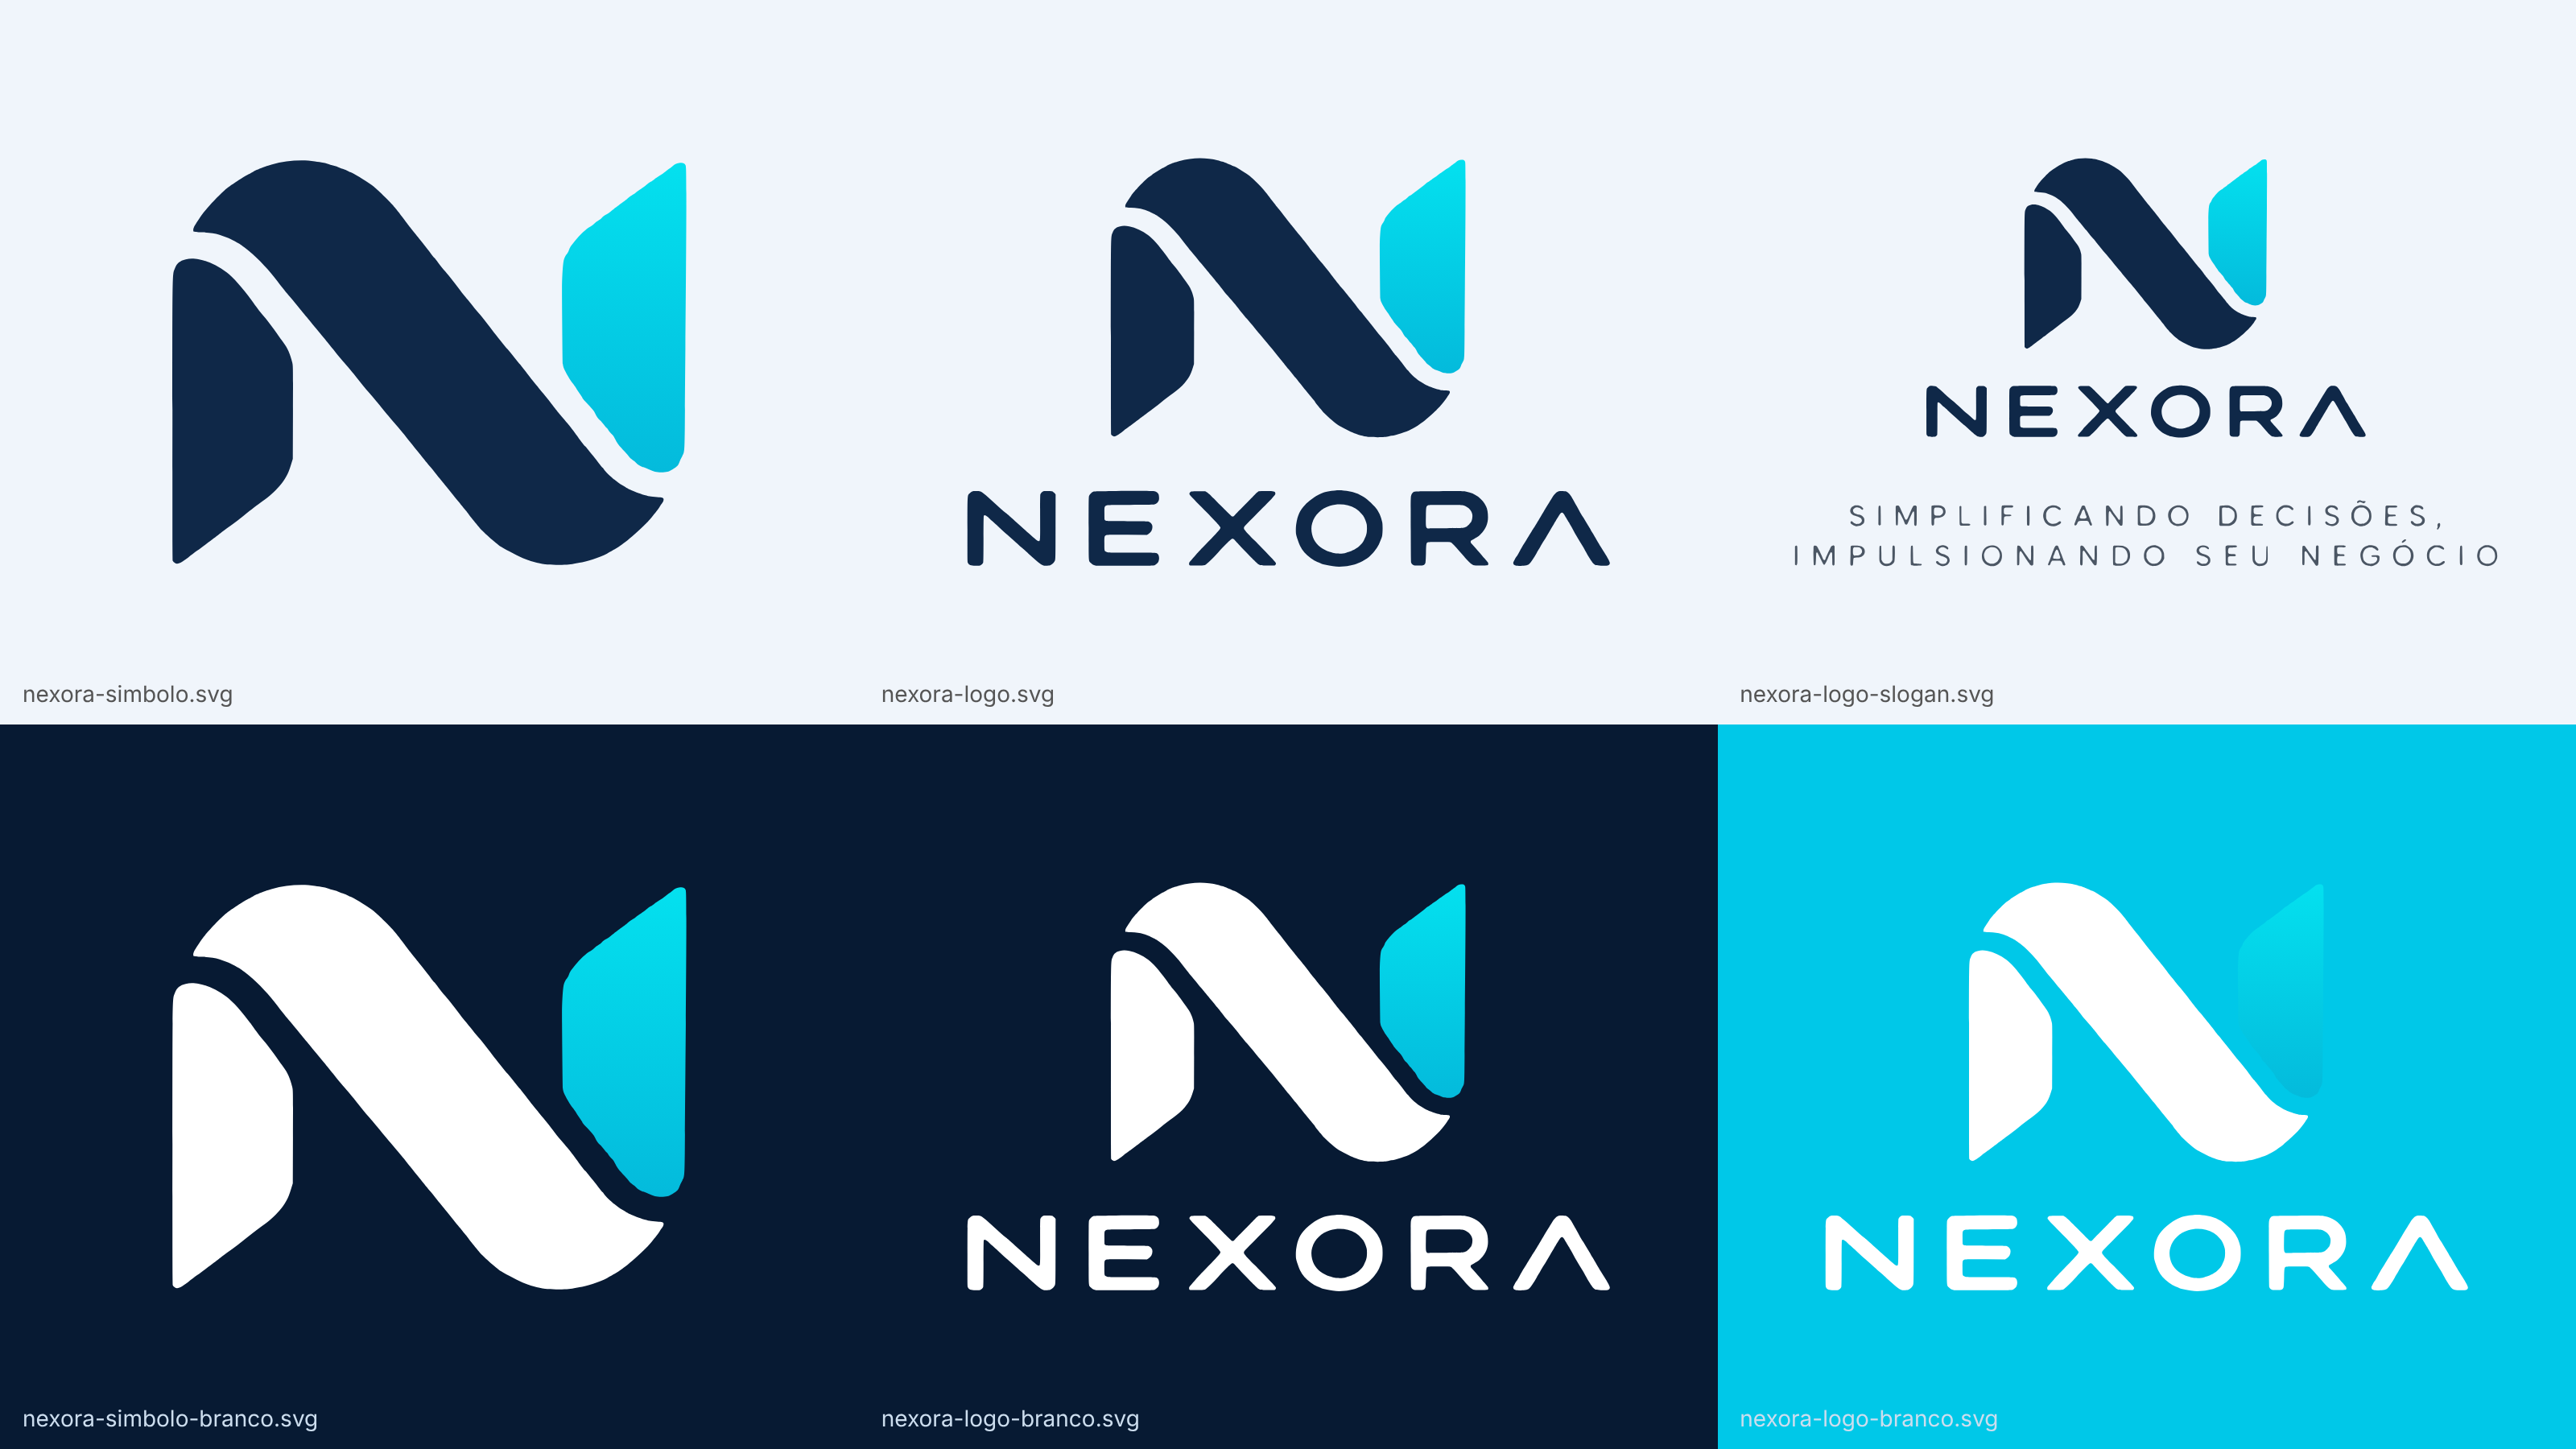 NEXORA
NEXORA
SIMPLIFICANDO DECISÕES,
IMPULSIONANDO SEU NEGÓCIO
nexora-simbolo.svg
nexora-logo.svg
nexora-logo-slogan.svg
NEXORA
NEXORA
nexora-simbolo-branco.svg
nexora-logo-branco.svg
nexora-logo-branco.svg